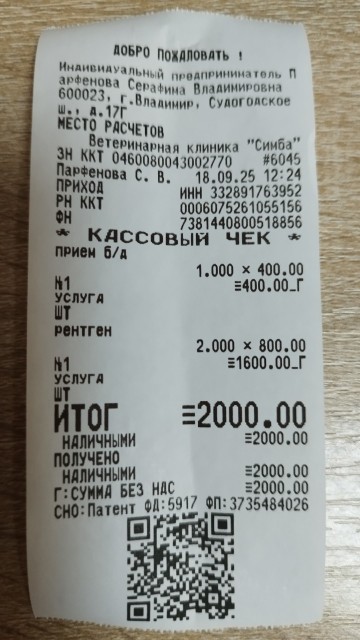 ДОБРО ПОЖАЛОВАТЬ !
Индивидуальный предприниматель П
арфенова Серафина Владимировна
600023, г.Владимир, Судогодское
ш., д.17Г
МЕСТО РАСЧЕТОВ
Ветеринарная клиника "Симба"
ЗН ККТ 0460080043002770 #6045
Парфенова С. В. 18.09.25 12:24
ПРИХОД ИНН 332891763952
РН ККТ 0006075261055156
ФН 7381440800518856
* КАССОВЫЙ ЧЕК *
прием б/д
1.000 × 400.00
№1 ≡400.00_Г
УСЛУГА
ШТ
рентген
2.000 × 800.00
№1 ≡1600.00_Г
УСЛУГА
ШТ
ИТОГ ≡2000.00
НАЛИЧНЫМИ ≡2000.00
ПОЛУЧЕНО
НАЛИЧНЫМИ ≡2000.00
Г:СУММА БЕЗ НДС ≡2000.00
СНО:Патент ФД:5917 ФП:3735484026